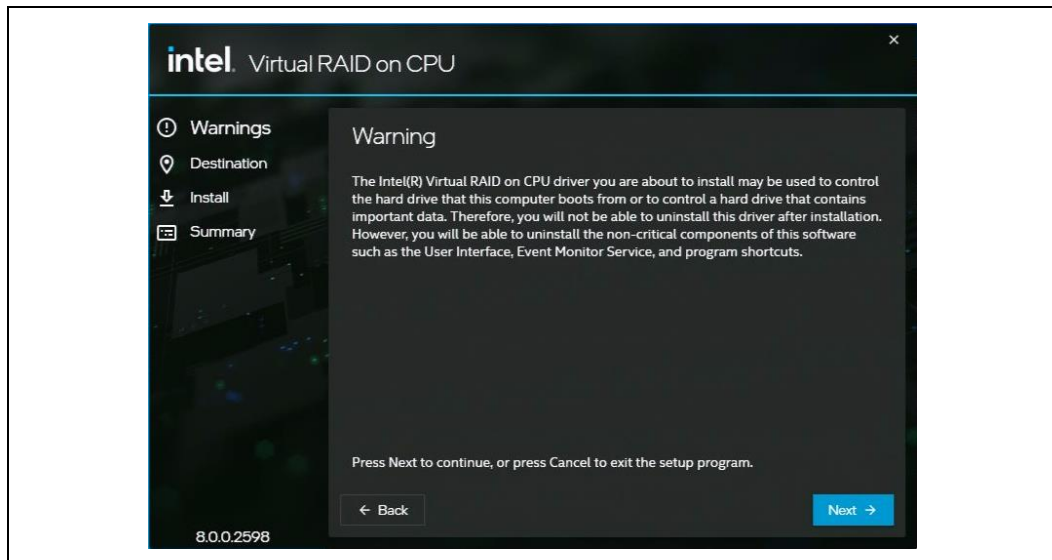 intel. Virtual RAID on CPU
Warnings
Destination
Install
Summary
Warning
The Intel(R) Virtual RAID on CPU driver you are about to install may be used to control
the hard drive that this computer boots from or to control a hard drive that contains
important data. Therefore, you will not be able to uninstall this driver after installation.
However, you will be able to uninstall the non-critical components of this software
such as the User Interface, Event Monitor Service, and program shortcuts.
Press Next to continue, or press Cancel to exit the setup program.
← Back
Next →
8.0.0.2598